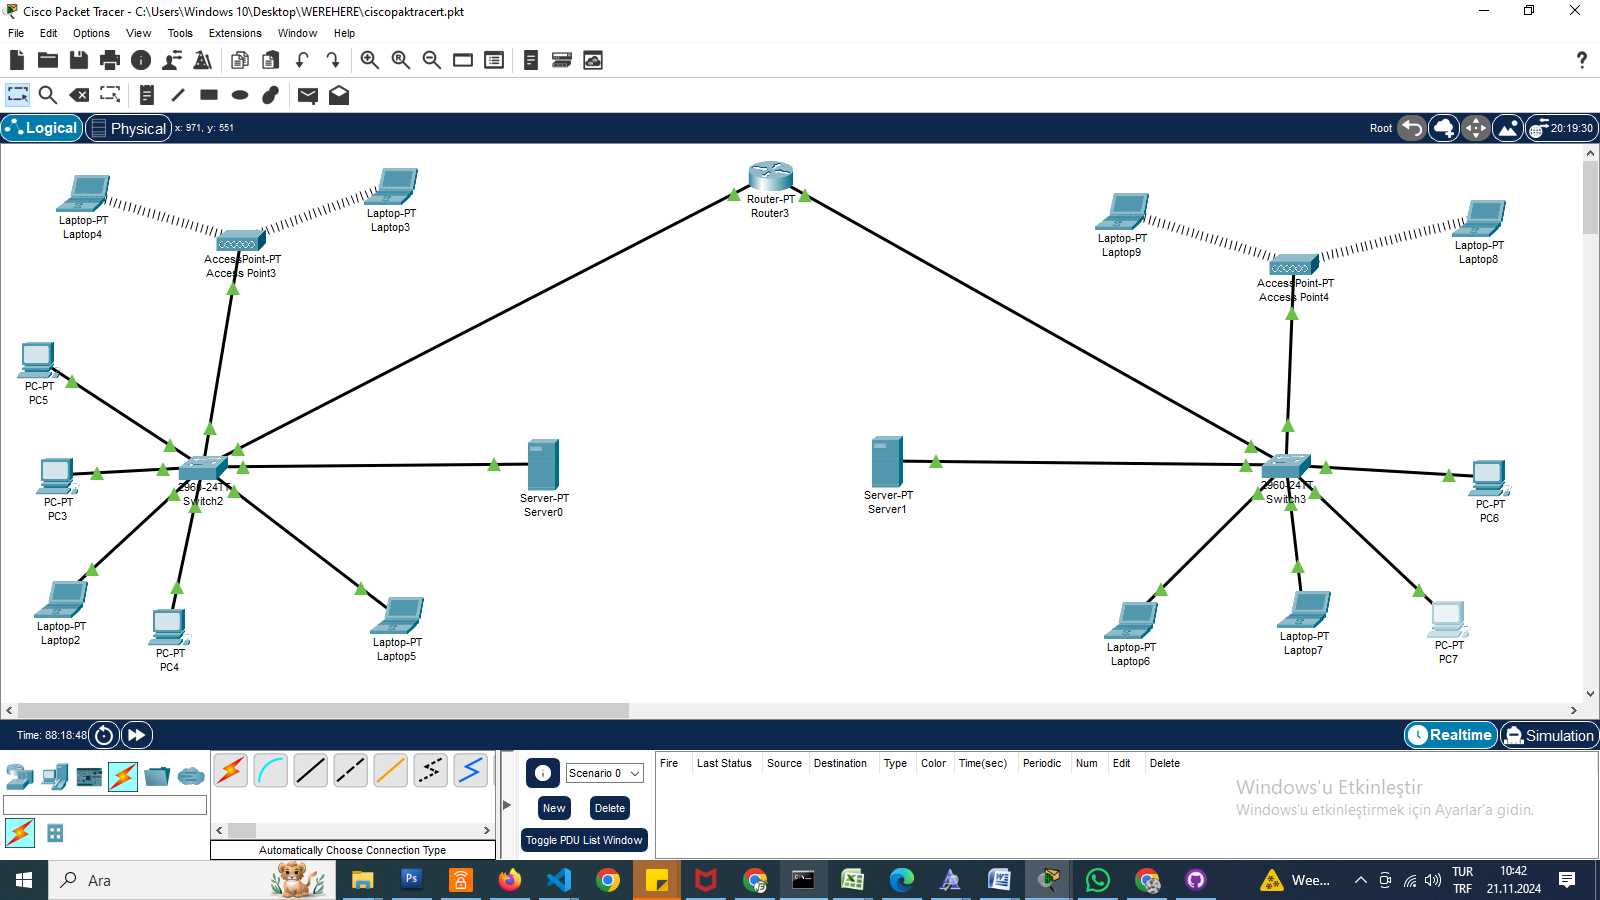 Cisco Packet Tracer - C:\Users\Windows 10\Desktop\WEREHERE\ciscopaktracert.pkt
File Edit Options View Tools Extensions Window Help
Logical Physical x: 971, y: 551 Root 20:19:30
Laptop-PT
Laptop4
Laptop-PT
Laptop3
AccessPoint-PT
Access Point3
Router-PT
Router3
Laptop-PT
Laptop9
Laptop-PT
Laptop8
AccessPoint-PT
Access Point4
PC-PT
PC5
PC-PT
PC3
2960-24TT
Switch2
Server-PT
Server0
Server-PT
Server1
2960-24TT
Switch3
PC-PT
PC6
Laptop-PT
Laptop2
PC-PT
PC4
Laptop-PT
Laptop5
Laptop-PT
Laptop6
Laptop-PT
Laptop7
PC-PT
PC7
Time: 88:18:48 Realtime Simulation
Scenario 0
New Delete
Toggle PDU List Window
Automatically Choose Connection Type
Fire Last Status Source Destination Type Color Time(sec) Periodic Num Edit Delete
Windows'u Etkinleştir
Windows'u etkinleştirmek için Ayarlar'a gidin.
Ara
Ps
Wee...
TUR
TRF
10:42
21.11.2024